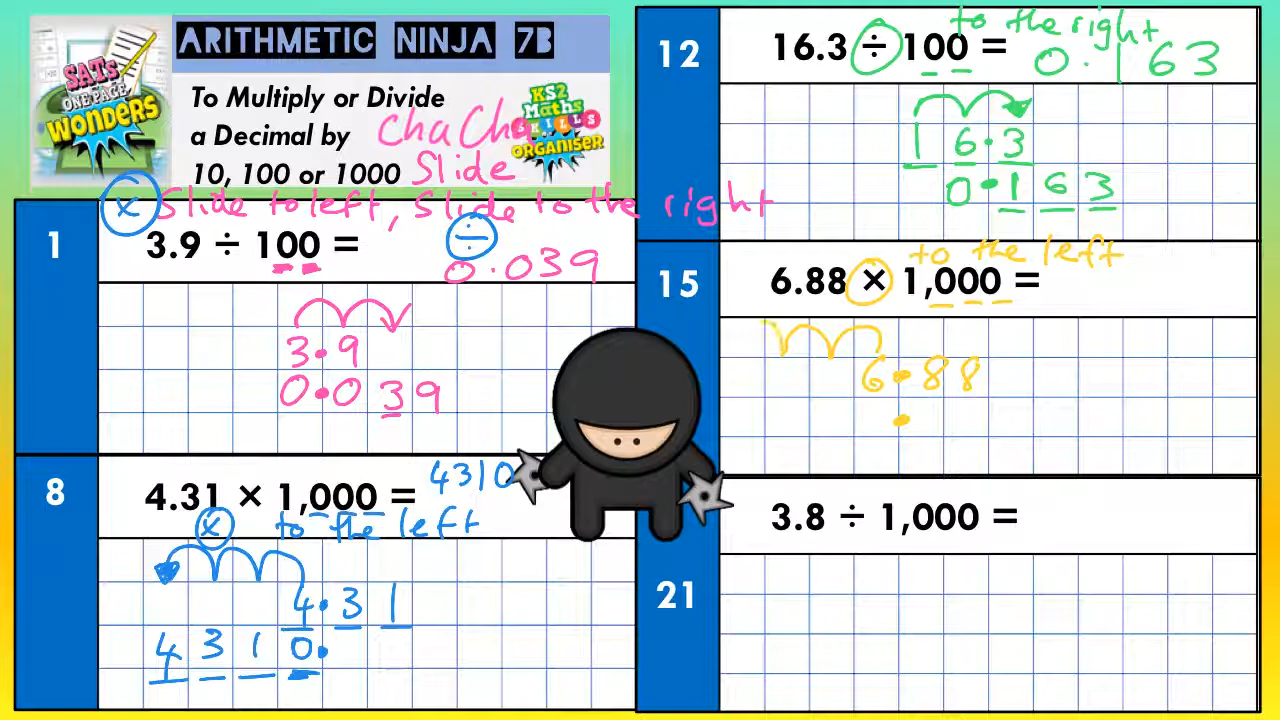 SATs
ONE PAGE
WONDERS
ARITHMETIC NINJA 7B
To Multiply or Divide
a Decimal by
10, 100 or 1000
ChaCha
Slide
KS2
Maths
SKILLS
ORGANISER
× Slide to left, Slide to the right
÷
1
3.9 ÷ 100 =
0.039
3.9
0.039
8
4.31 × 1,000 =
4310
× to the left
4.31
4310.
12
16.3 ÷ 100 =
to the right
0.163
16.3
0.163
15
to the left
6.88 × 1,000 =
6.88
.
21
3.8 ÷ 1,000 =